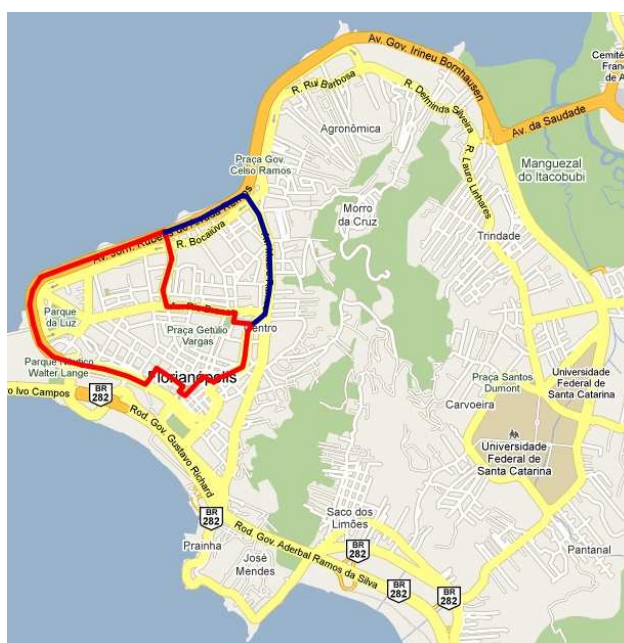 Av. Gov. Irineu Bornhausen
Cemité
Fran
de A
R. Rui Barbosa
R. Delminda Silveira
Av. da Saudade
Agronômica
R. Lauro Linhares
Manguezal
do Itacobubi
Praça Gov.
Celso Ramos
Morro
da Cruz
R. Bocaiúva
Trindade
Parque
da Luz
Praça Getúlio
Vargas
entro
Parque Náutico
Walter Lange
Florianópolis
o Ivo Campos
BR
282
Rod. Gov. Gustavo Richard
Praça Santos
Dumont
Universidade
Federal de
Santa Catarina
Carvoeira
Universidade
Federal de
Santa Catarina
Saco dos
Limões
BR
282
Rod. Gov. Aderbal Ramos da Silva
BR
282
Prainha
José
Mendes
Pantanal
BR
282